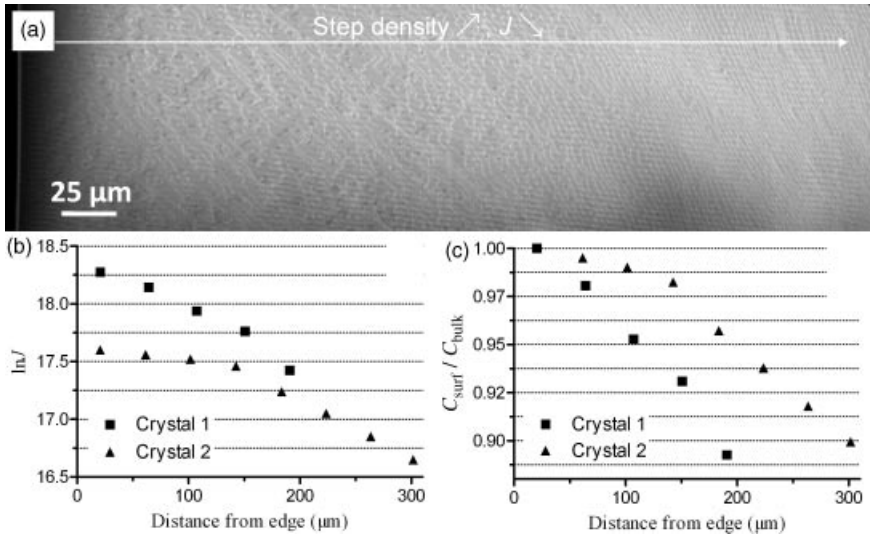 (a)
Step density ↗, J ↘
25 µm
(b)
18.5
18.0
17.5
17.0
16.5
lnJ
Crystal 1
Crystal 2
0
100
200
300
Distance from edge (µm)
(c)
1.00
0.97
0.95
0.92
0.90
C_surf / C_bulk
Crystal 1
Crystal 2
0
100
200
300
Distance from edge (µm)